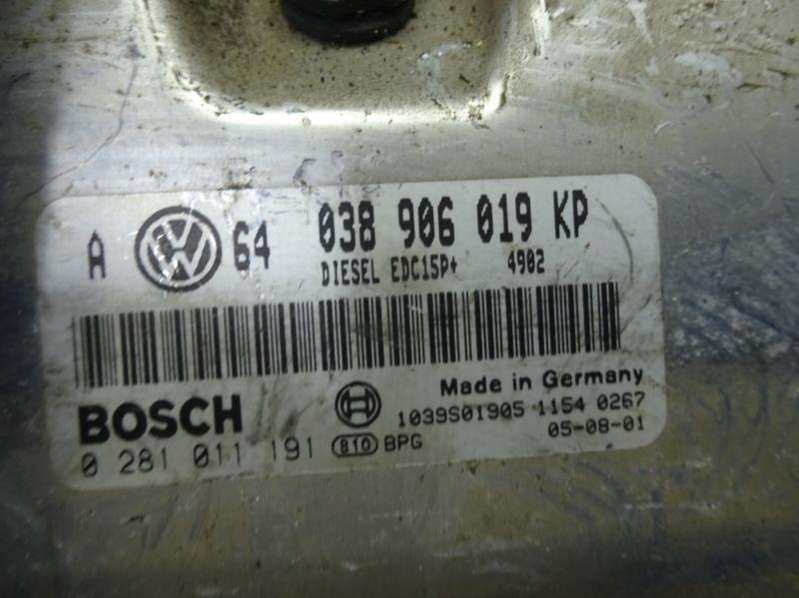 A VW 64 038 906 019 KP
DIESEL EDC15P+ 4902
Made in Germany
BOSCH 1039S01905 1154 0267
0 281 011 191 810 BPG 05-08-01